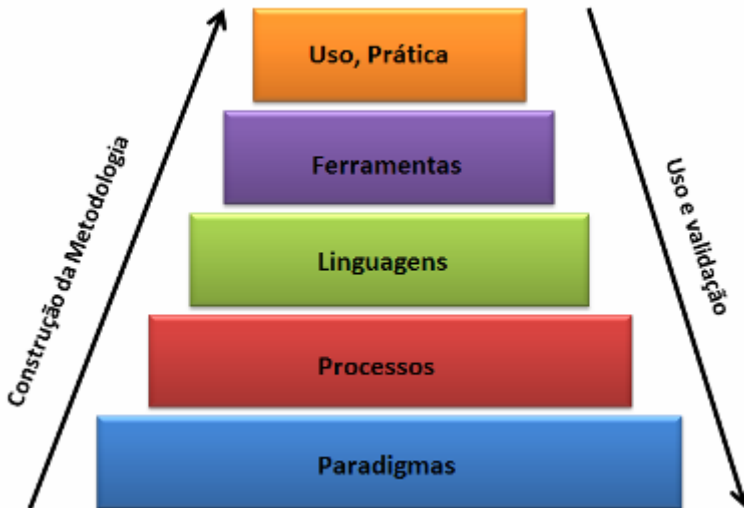 Uso, Prática
Ferramentas
Linguagens
Processos
Paradigmas
Construção da Metodologia
Uso e validação